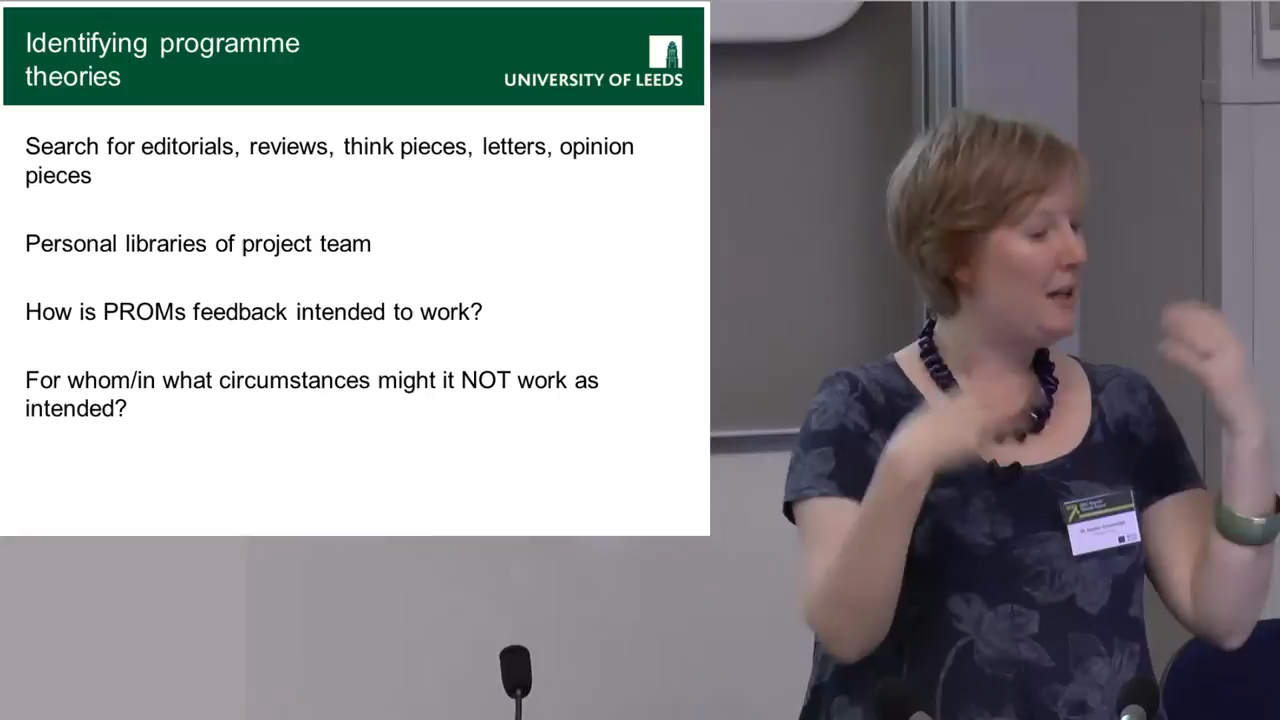 Identifying programme
theories
UNIVERSITY OF LEEDS
Search for editorials, reviews, think pieces, letters, opinion
pieces
Personal libraries of project team
How is PROMs feedback intended to work?
For whom/in what circumstances might it NOT work as
intended?